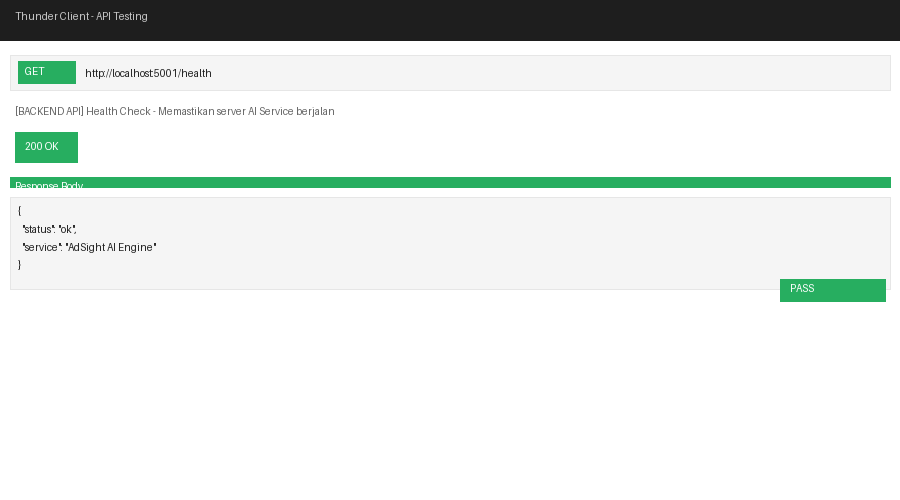 Thunder Client - API Testing
GET http://localhost:5001/health
[BACKEND API] Health Check - Memastikan server AI Service berjalan
200 OK
Response Body
{
  "status": "ok",
  "service": "AdSight AI Engine"
}
PASS